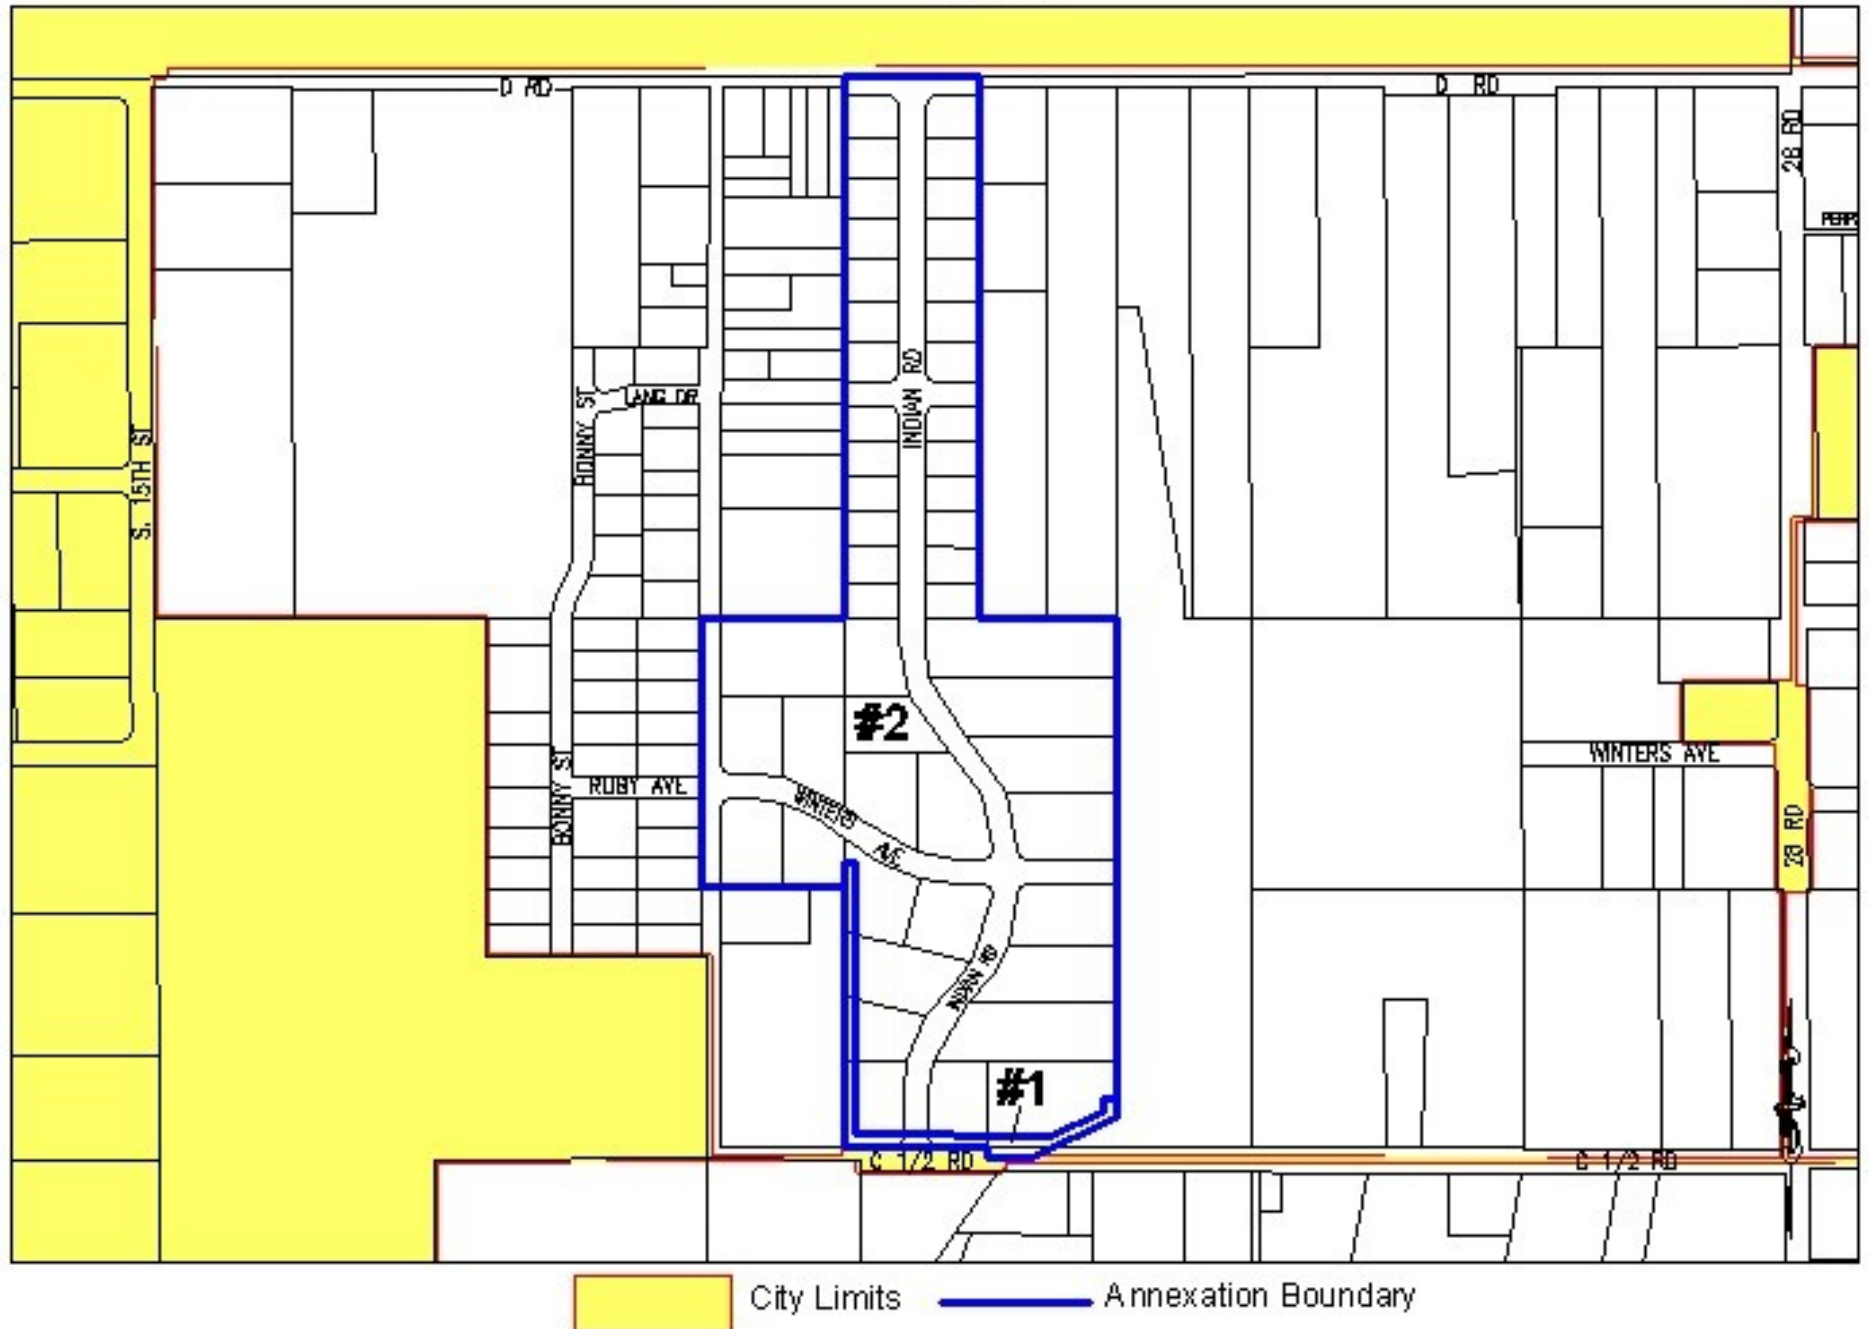 D RD
D RD
28 RD
INDIAN RD
BONNY ST
LANG DR
S. 15TH ST
#2
WINTERS AVE
BONNY ST
RUBY AVE
WINTERS
AVE
28 RD
INDIAN RD
#1
C 1/2 RD
C 1/2 RD
City Limits
Annexation Boundary